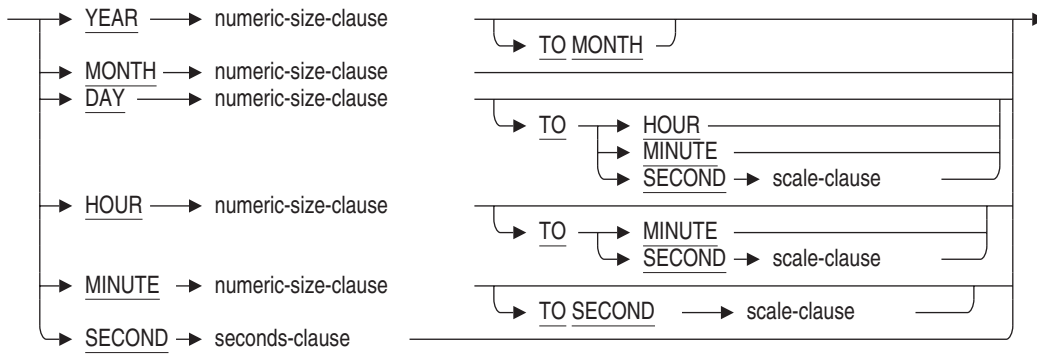 YEAR numeric-size-clause
TO MONTH
MONTH numeric-size-clause
DAY numeric-size-clause
TO HOUR
MINUTE
SECOND scale-clause
HOUR numeric-size-clause
TO MINUTE
SECOND scale-clause
MINUTE numeric-size-clause
TO SECOND scale-clause
SECOND seconds-clause